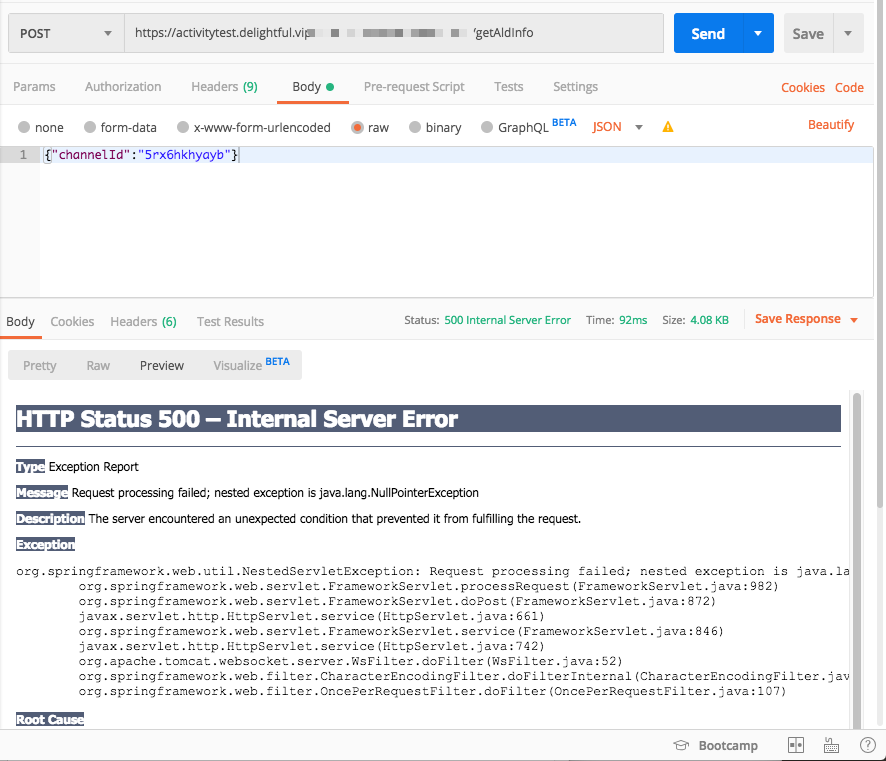 POST https://activitytest.delightful.vip /getAldInfo Send Save
Params Authorization Headers (9) Body Pre-request Script Tests Settings Cookies Code
none form-data x-www-form-urlencoded raw binary GraphQL BETA JSON Beautify
1 {"channelId":"5rx6hkhyayb"}
Body Cookies Headers (6) Test Results Status: 500 Internal Server Error Time: 92ms Size: 4.08 KB Save Response
Pretty Raw Preview Visualize BETA
HTTP Status 500 – Internal Server Error
Type Exception Report
Message Request processing failed; nested exception is java.lang.NullPointerException
Description The server encountered an unexpected condition that prevented it from fulfilling the request.
Exception
org.springframework.web.util.NestedServletException: Request processing failed; nested exception is java.la
org.springframework.web.servlet.FrameworkServlet.processRequest(FrameworkServlet.java:982)
org.springframework.web.servlet.FrameworkServlet.doPost(FrameworkServlet.java:872)
javax.servlet.http.HttpServlet.service(HttpServlet.java:661)
org.springframework.web.servlet.FrameworkServlet.service(FrameworkServlet.java:846)
javax.servlet.http.HttpServlet.service(HttpServlet.java:742)
org.apache.tomcat.websocket.server.WsFilter.doFilter(WsFilter.java:52)
org.springframework.web.filter.CharacterEncodingFilter.doFilterInternal(CharacterEncodingFilter.jav
org.springframework.web.filter.OncePerRequestFilter.doFilter(OncePerRequestFilter.java:107)
Root Cause
Bootcamp